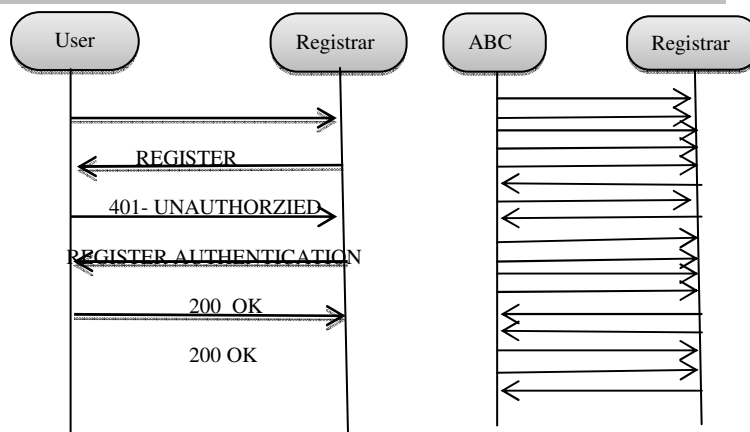 User
Registrar
ABC
Registrar
REGISTER
401- UNAUTHORZIED
REGISTER AUTHENTICATION
200 OK
200 OK